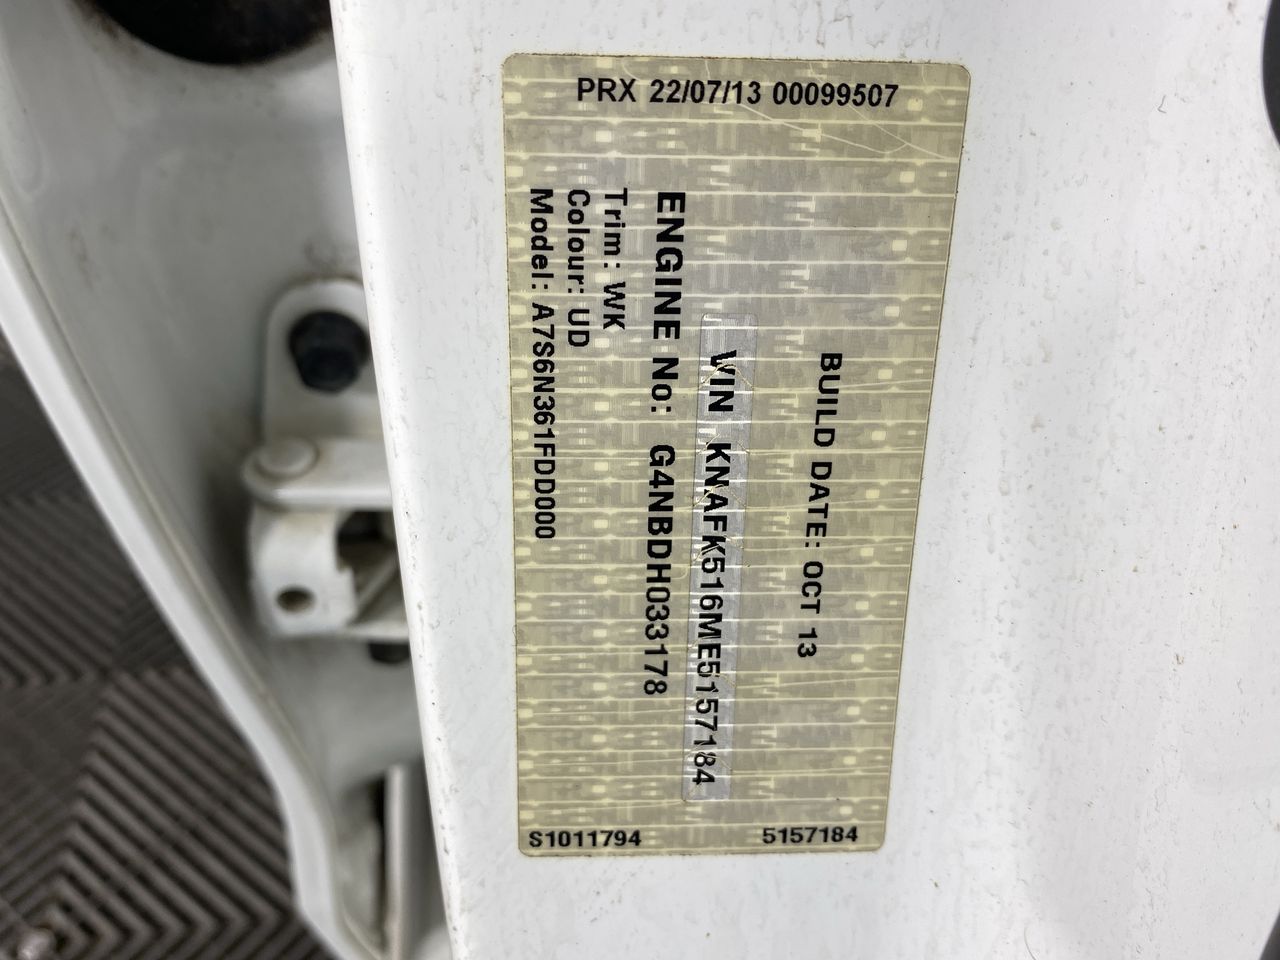 PRX 22/07/13 00099507
BUILD DATE: OCT 13
VIN KNAFK516ME5157184
ENGINE No: G4NBDH033178
Trim: WK
Colour: UD
Model: A7S6N361FDD000
S1011794
5157184